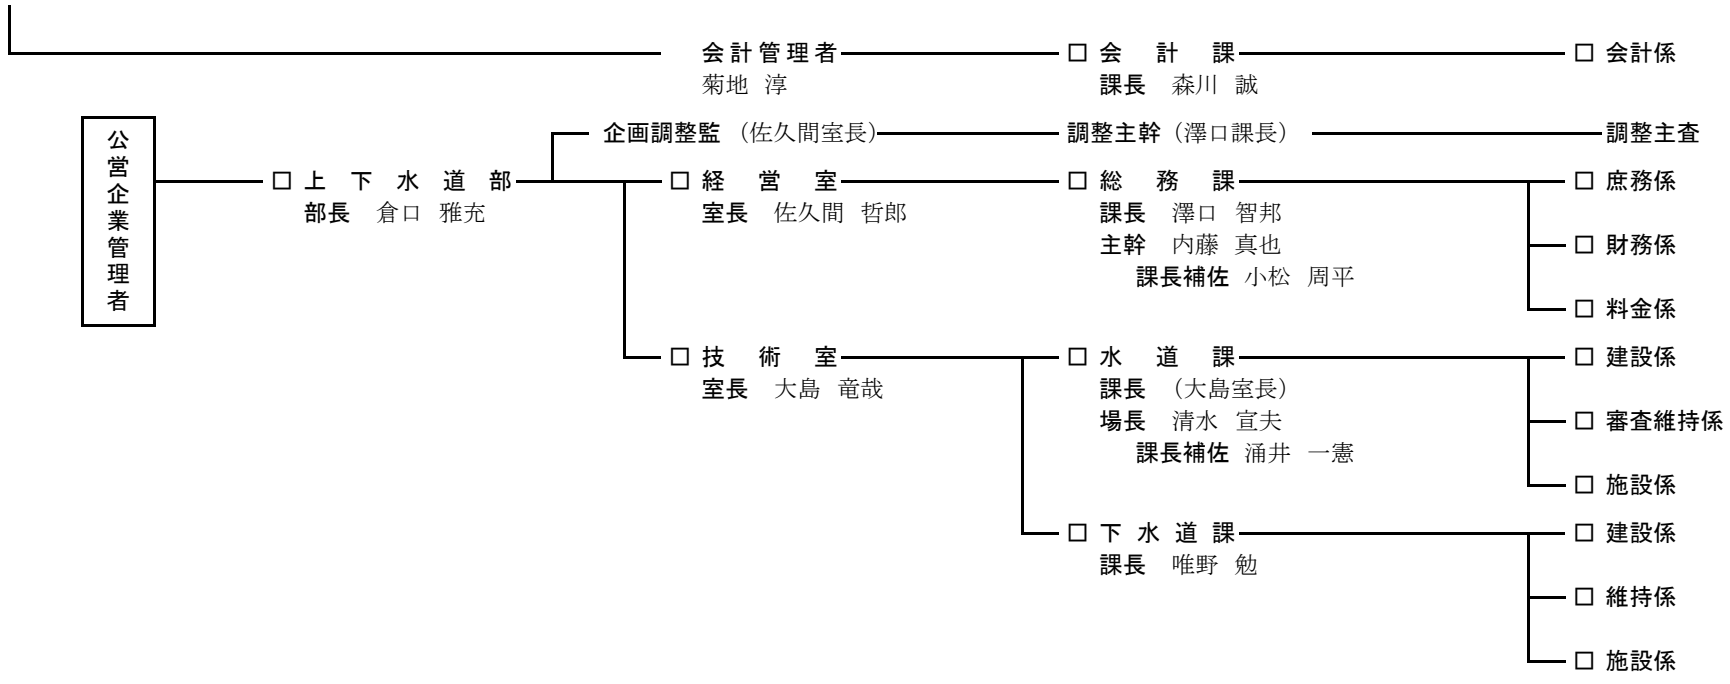 会計管理者 □ 会計課 □ 会計係
菊地 淳 課長 森川 誠
公営企業管理者
企画調整監 （佐久間室長） 調整主幹（澤口課長） 調整主査
□ 上下水道部 □ 経営室 □ 総務課 □ 庶務係
部長 倉口 雅充 室長 佐久間 哲郎 課長 澤口 智邦
主幹 内藤 真也 □ 財務係
課長補佐 小松 周平
□ 料金係
□ 技術室 □ 水道課 □ 建設係
室長 大島 竜哉 課長 （大島室長）
場長 清水 宣夫 □ 審査維持係
課長補佐 涌井 一憲
□ 施設係
□ 下水道課 □ 建設係
課長 唯野 勉
□ 維持係
□ 施設係